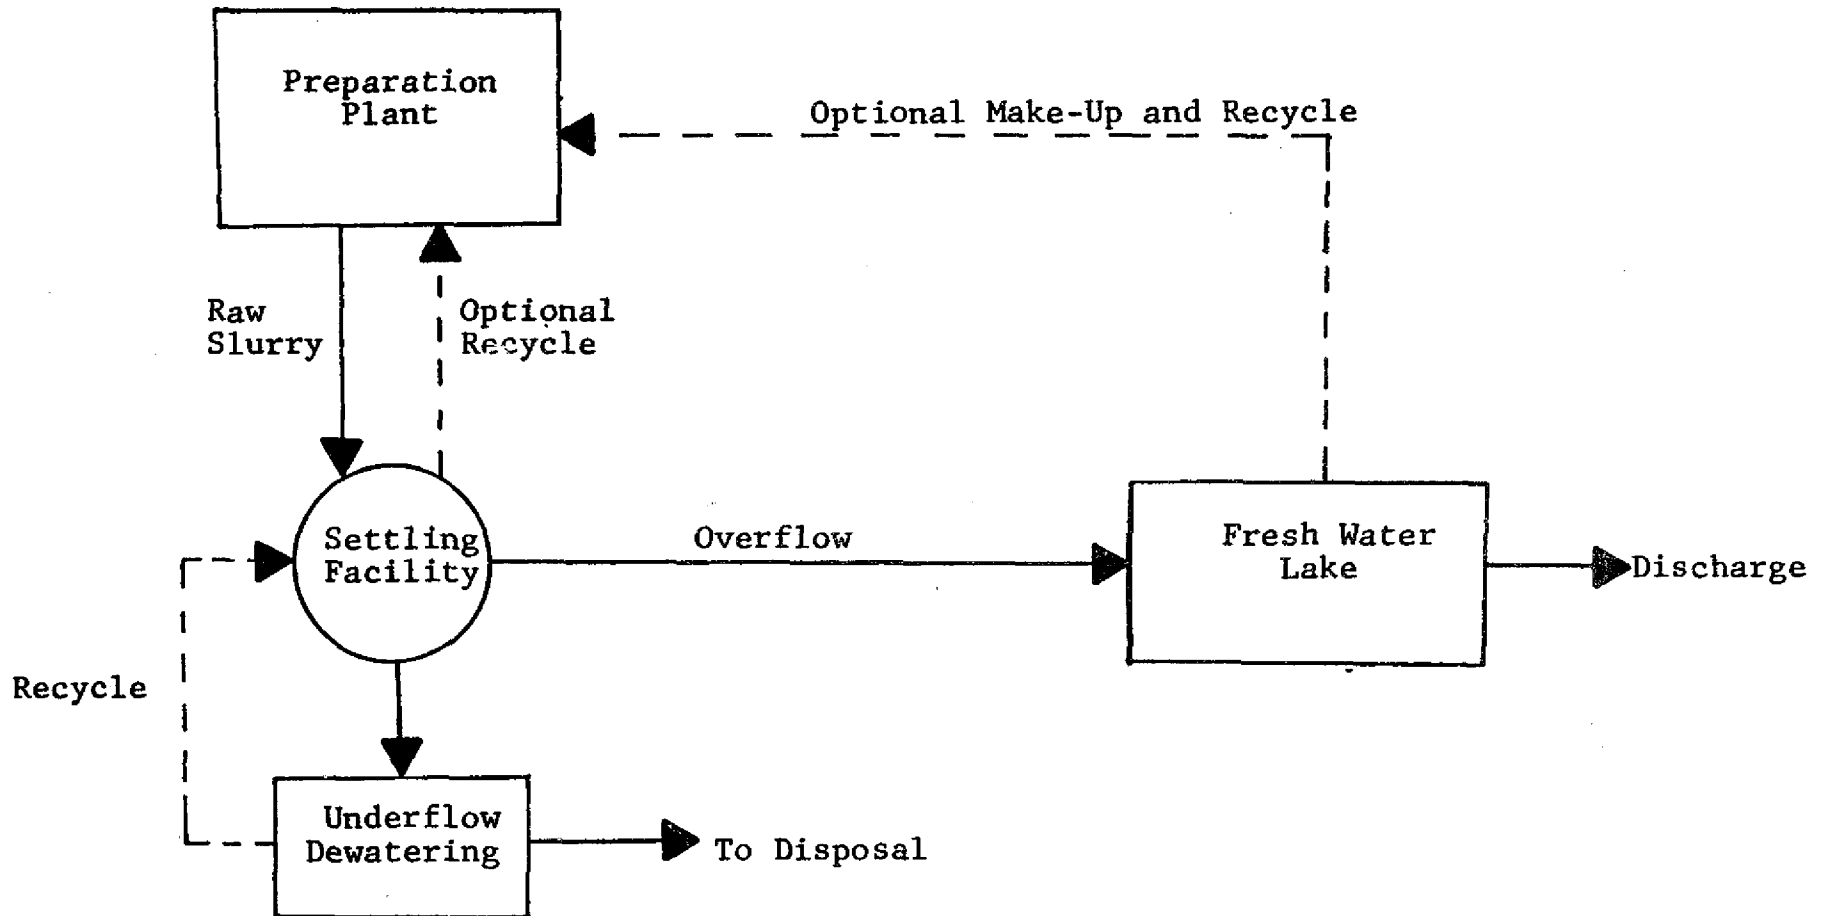 Preparation
Plant
Optional Make-Up and Recycle
Raw
Slurry
Optional
Recycle
Settling
Facility
Overflow
Fresh Water
Lake
Discharge
Recycle
Underflow
Dewatering
To Disposal